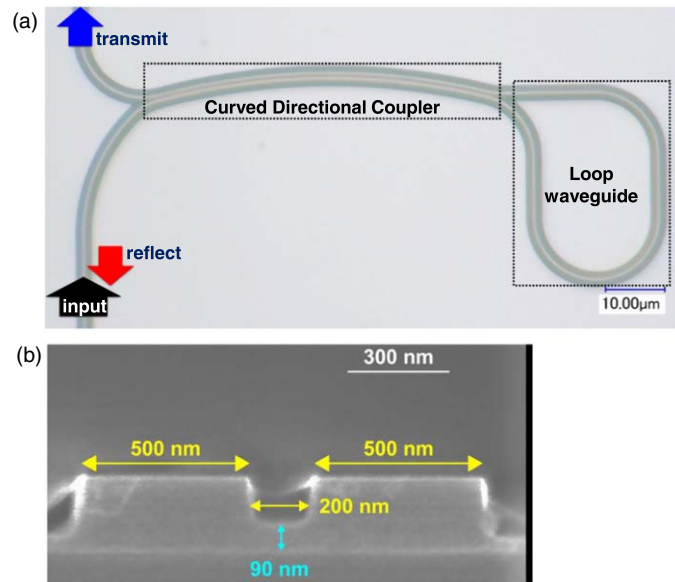 (a)
transmit
Curved Directional Coupler
Loop
waveguide
reflect
input
10.00µm
(b)
300 nm
500 nm
500 nm
200 nm
90 nm